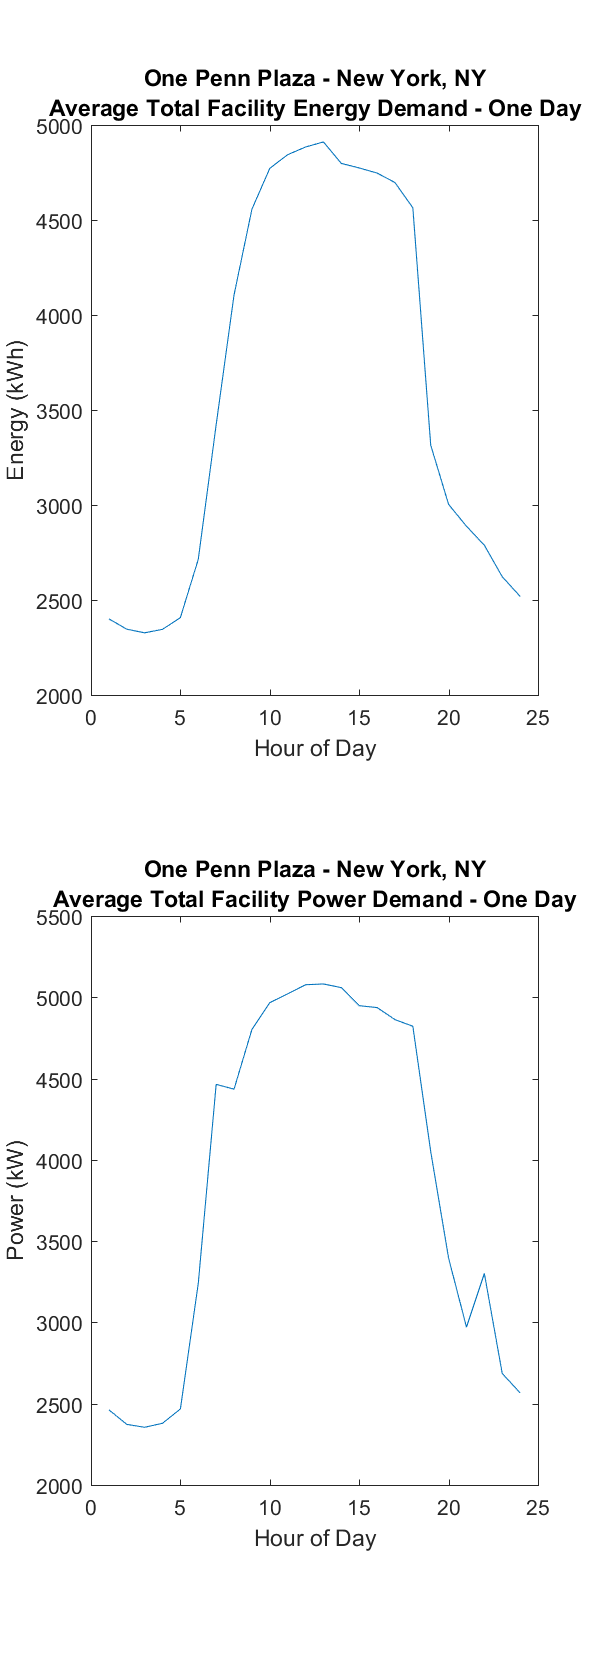 One Penn Plaza - New York, NY
Average Total Facility Energy Demand - One Day
5000
4500
4000
3500
3000
2500
2000
Energy (kWh)
0 5 10 15 20 25
Hour of Day
One Penn Plaza - New York, NY
Average Total Facility Power Demand - One Day
5500
5000
4500
4000
3500
3000
2500
2000
Power (kW)
0 5 10 15 20 25
Hour of Day